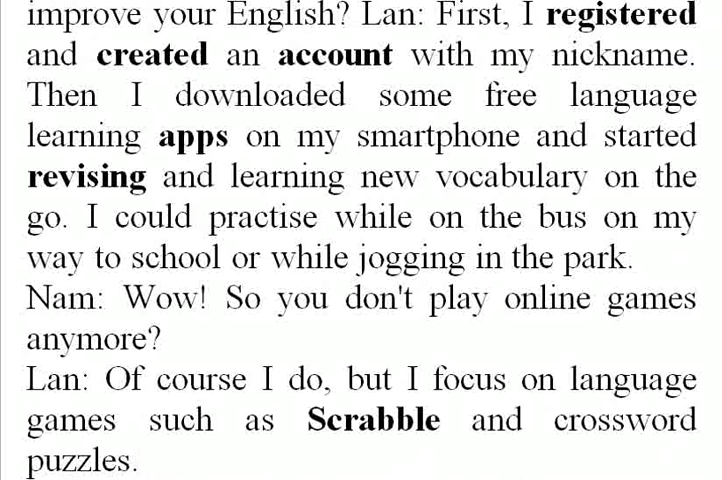 improve your English? Lan: First, I registered
and created an account with my nickname.
Then I downloaded some free language
learning apps on my smartphone and started
revising and learning new vocabulary on the
go. I could practise while on the bus on my
way to school or while jogging in the park.
Nam: Wow! So you don't play online games
anymore?
Lan: Of course I do, but I focus on language
games such as Scrabble and crossword
puzzles.